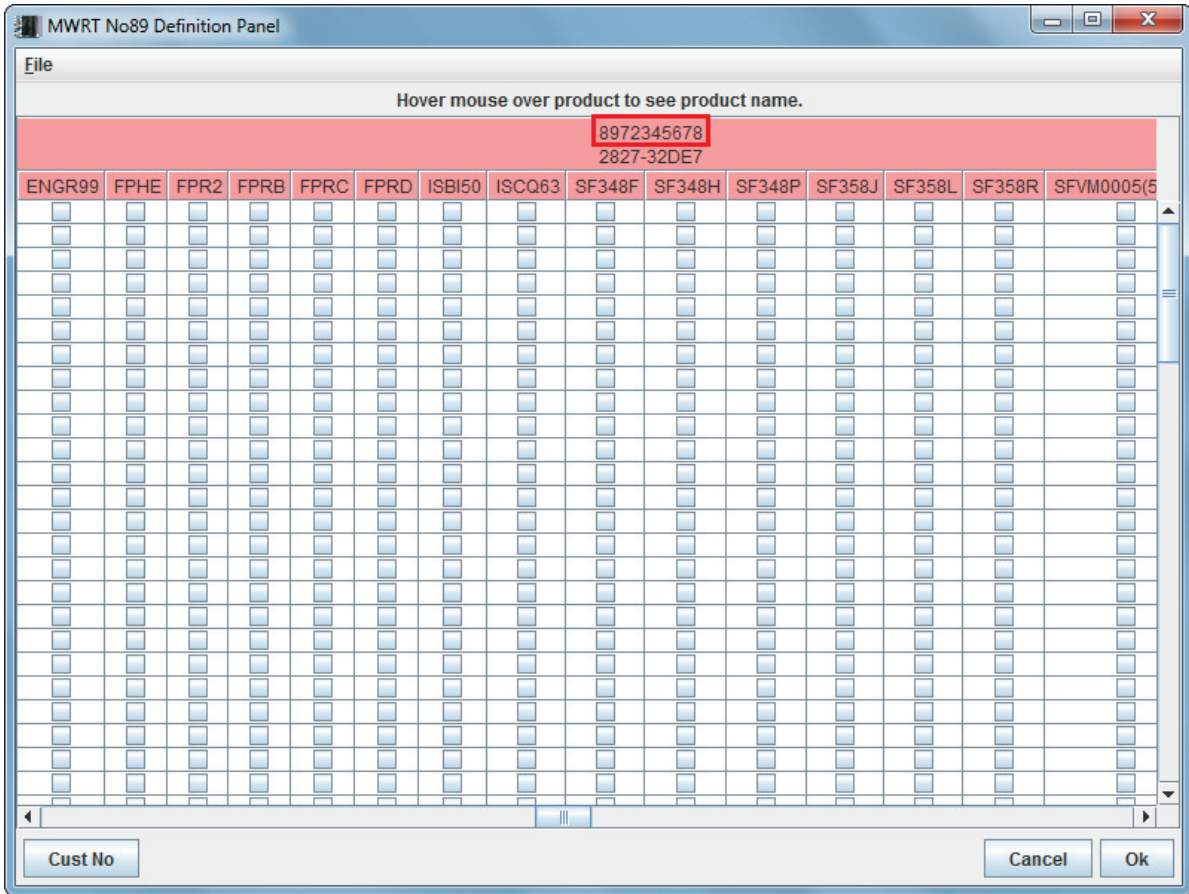 MWRT No89 Definition Panel
File
Hover mouse over product to see product name.
8972345678
2827-32DE7
ENGR99 FPHE FPR2 FPRB FPRC FPRD ISBI50 ISCQ63 SF348F SF348H SF348P SF358J SF358L SF358R SFVM0005(5
Cust No Cancel Ok